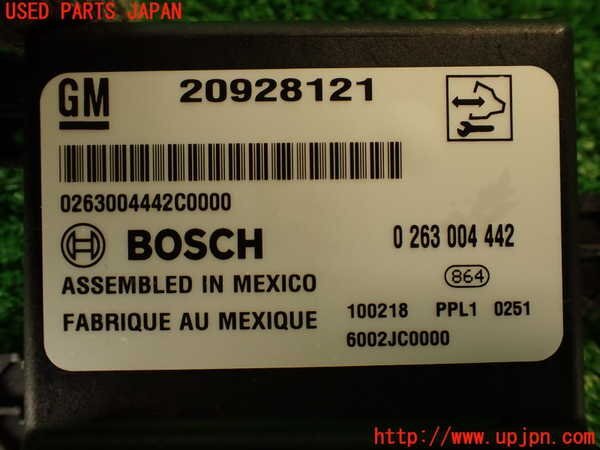 USED PARTS JAPAN
GM 20928121
0263004442C0000
BOSCH 0 263 004 442
ASSEMBLED IN MEXICO 864
FABRIQUE AU MEXIQUE 100218 PPL1 0251
6002JC0000
http://www.upjpn.com/